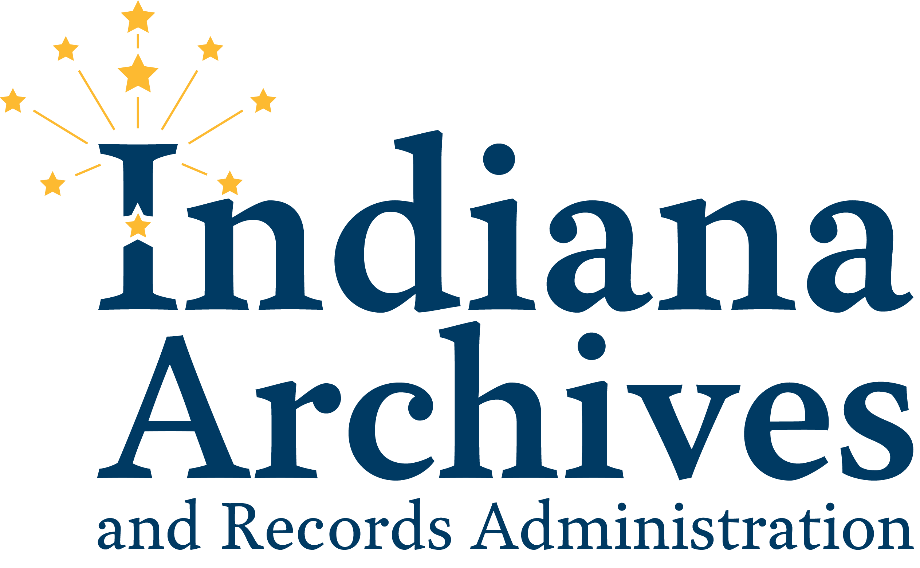 Indiana
Archives
and Records Administration